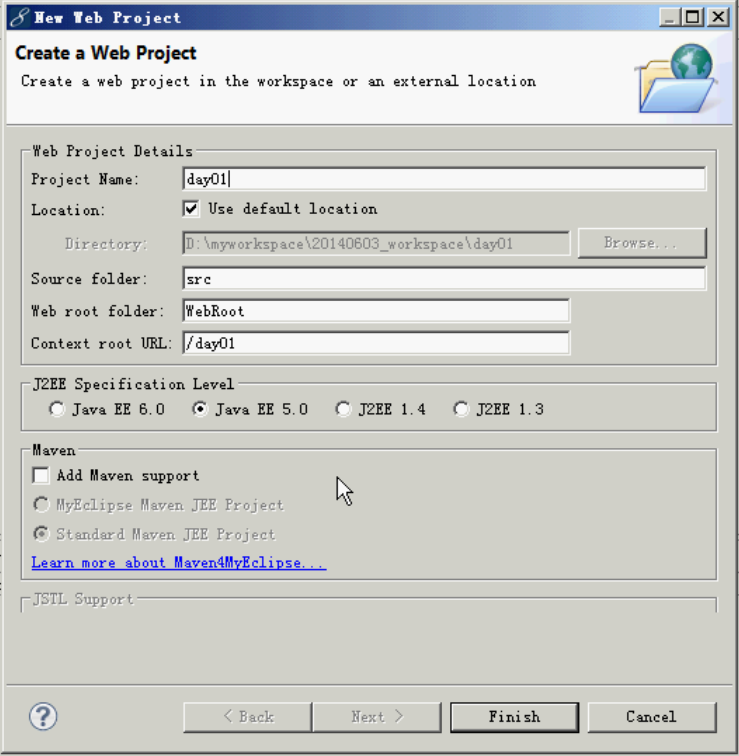 New Web Project
Create a Web Project
Create a web project in the workspace or an external location
Web Project Details
Project Name: day01
Location: Use default location
Directory: D:\myworkspace\20140603_workspace\day01 Browse...
Source folder: src
Web root folder: WebRoot
Context root URL: /day01
J2EE Specification Level
Java EE 6.0 Java EE 5.0 J2EE 1.4 J2EE 1.3
Maven
Add Maven support
MyEclipse Maven JEE Project
Standard Maven JEE Project
Learn more about Maven4MyEclipse...
JSTL Support
? < Back Next > Finish Cancel